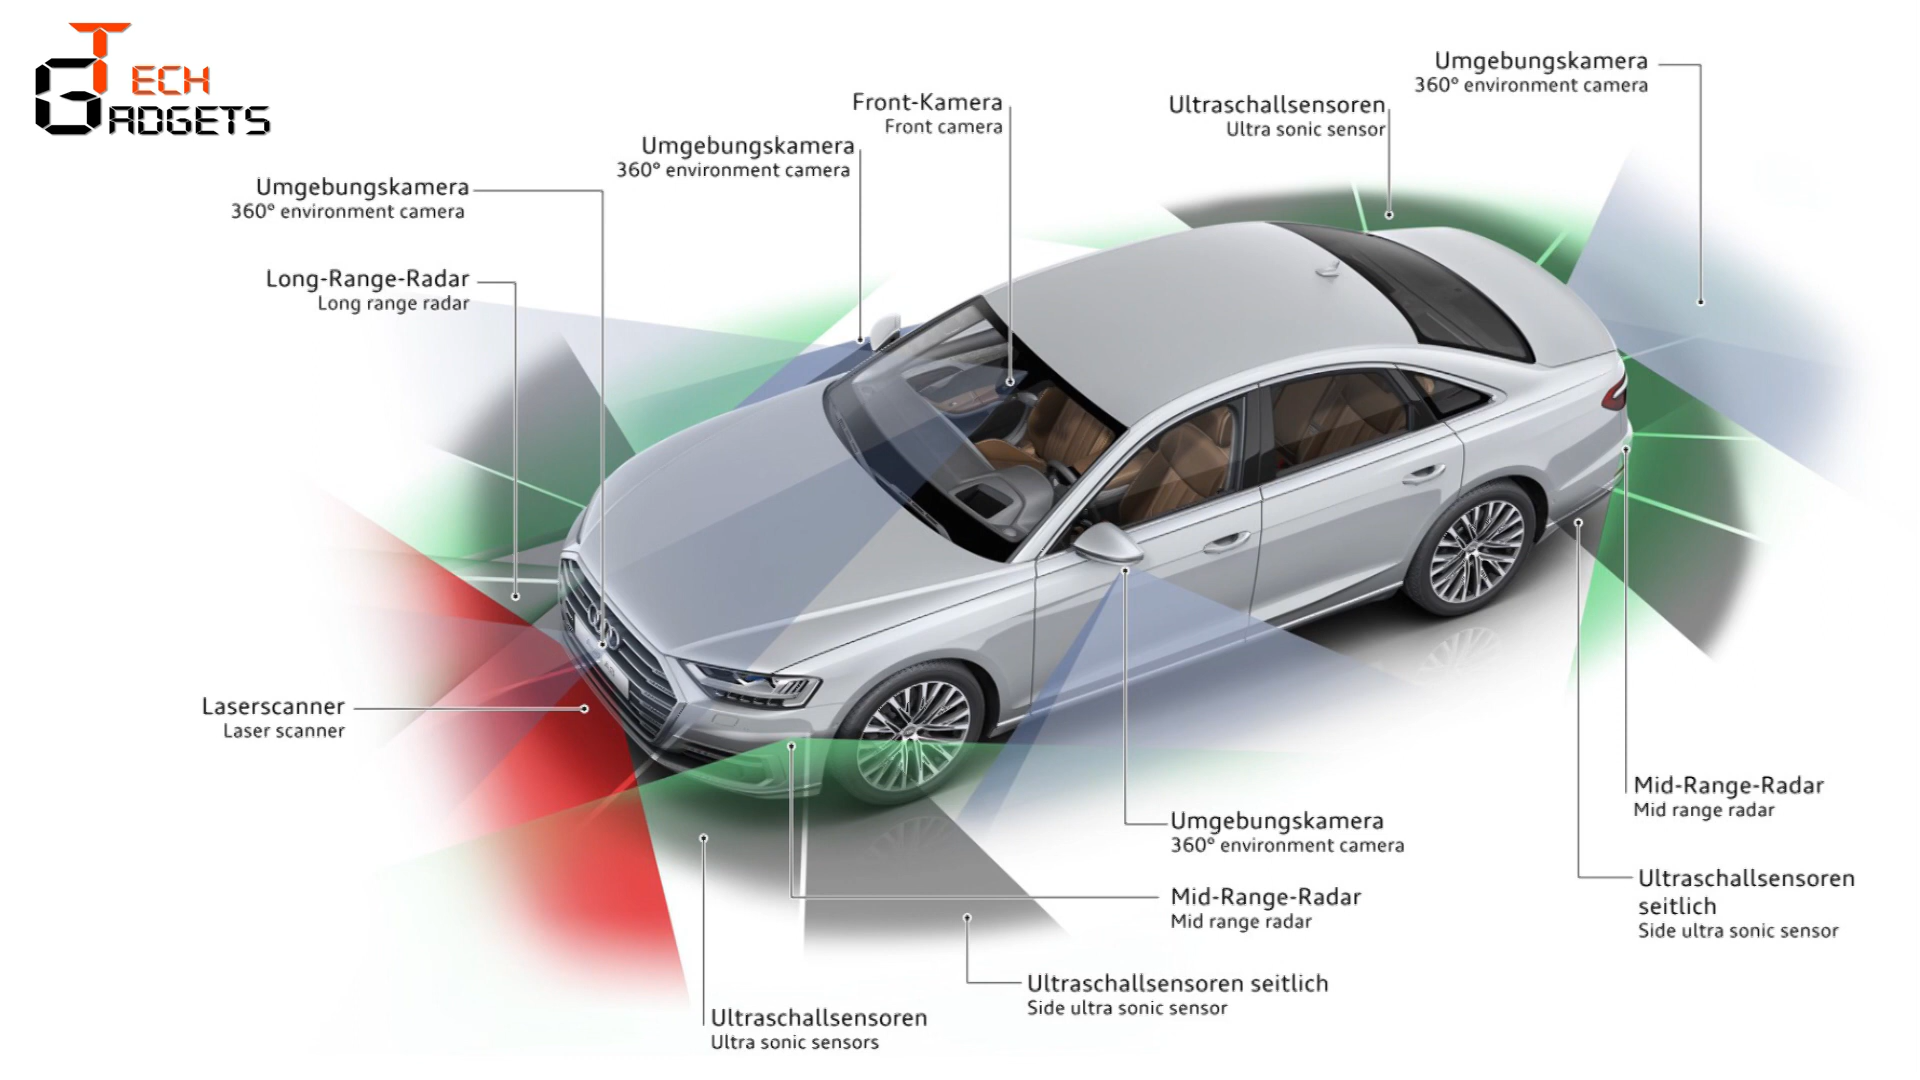 TECH
GADGETS
Umgebungskamera
360° environment camera
Front-Kamera
Front camera
Ultraschallsensoren
Ultra sonic sensor
Umgebungskamera
360° environment camera
Umgebungskamera
360° environment camera
Long-Range-Radar
Long range radar
Laserscanner
Laser scanner
Umgebungskamera
360° environment camera
Mid-Range-Radar
Mid range radar
Mid-Range-Radar
Mid range radar
Ultraschallsensoren
seitlich
Side ultra sonic sensor
Ultraschallsensoren seitlich
Side ultra sonic sensor
Ultraschallsensoren
Ultra sonic sensors